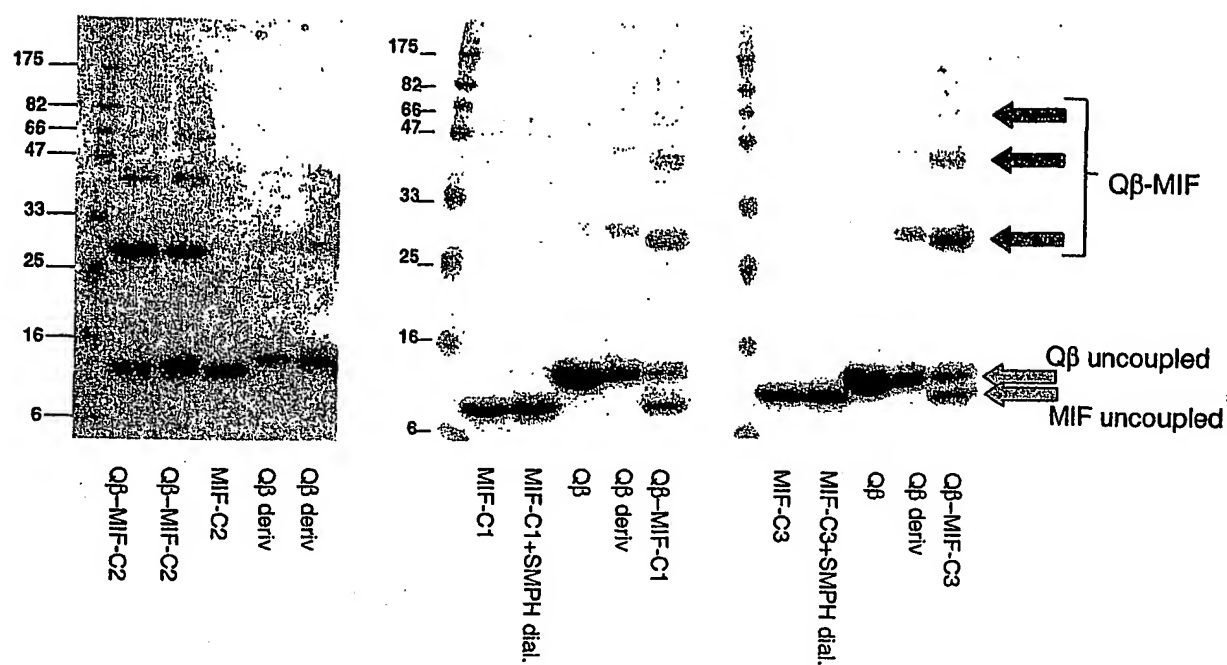 175
82
66
47
33
25
16
6
Qβ–MIF-C2
Qβ–MIF-C2
MIF-C2
Qβ deriv
Qβ deriv
175
82
66
47
33
25
16
6
MIF-C1
MIF-C1+SMPH dial.
Qβ
Qβ deriv
Qβ–MIF-C1
MIF-C3
MIF-C3+SMPH dial.
Qβ
Qβ deriv
Qβ–MIF-C3
Qβ-MIF
Qβ uncoupled
MIF uncoupled